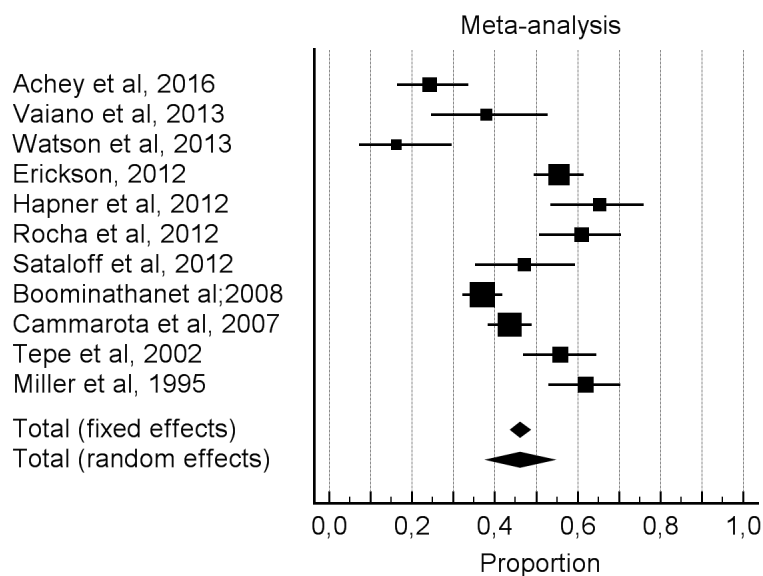 Meta-analysis
Achey et al, 2016
Vaiano et al, 2013
Watson et al, 2013
Erickson, 2012
Hapner et al, 2012
Rocha et al, 2012
Sataloff et al, 2012
Boominathanet al;2008
Cammarota et al, 2007
Tepe et al, 2002
Miller et al, 1995
Total (fixed effects)
Total (random effects)
0,0 0,2 0,4 0,6 0,8 1,0
Proportion